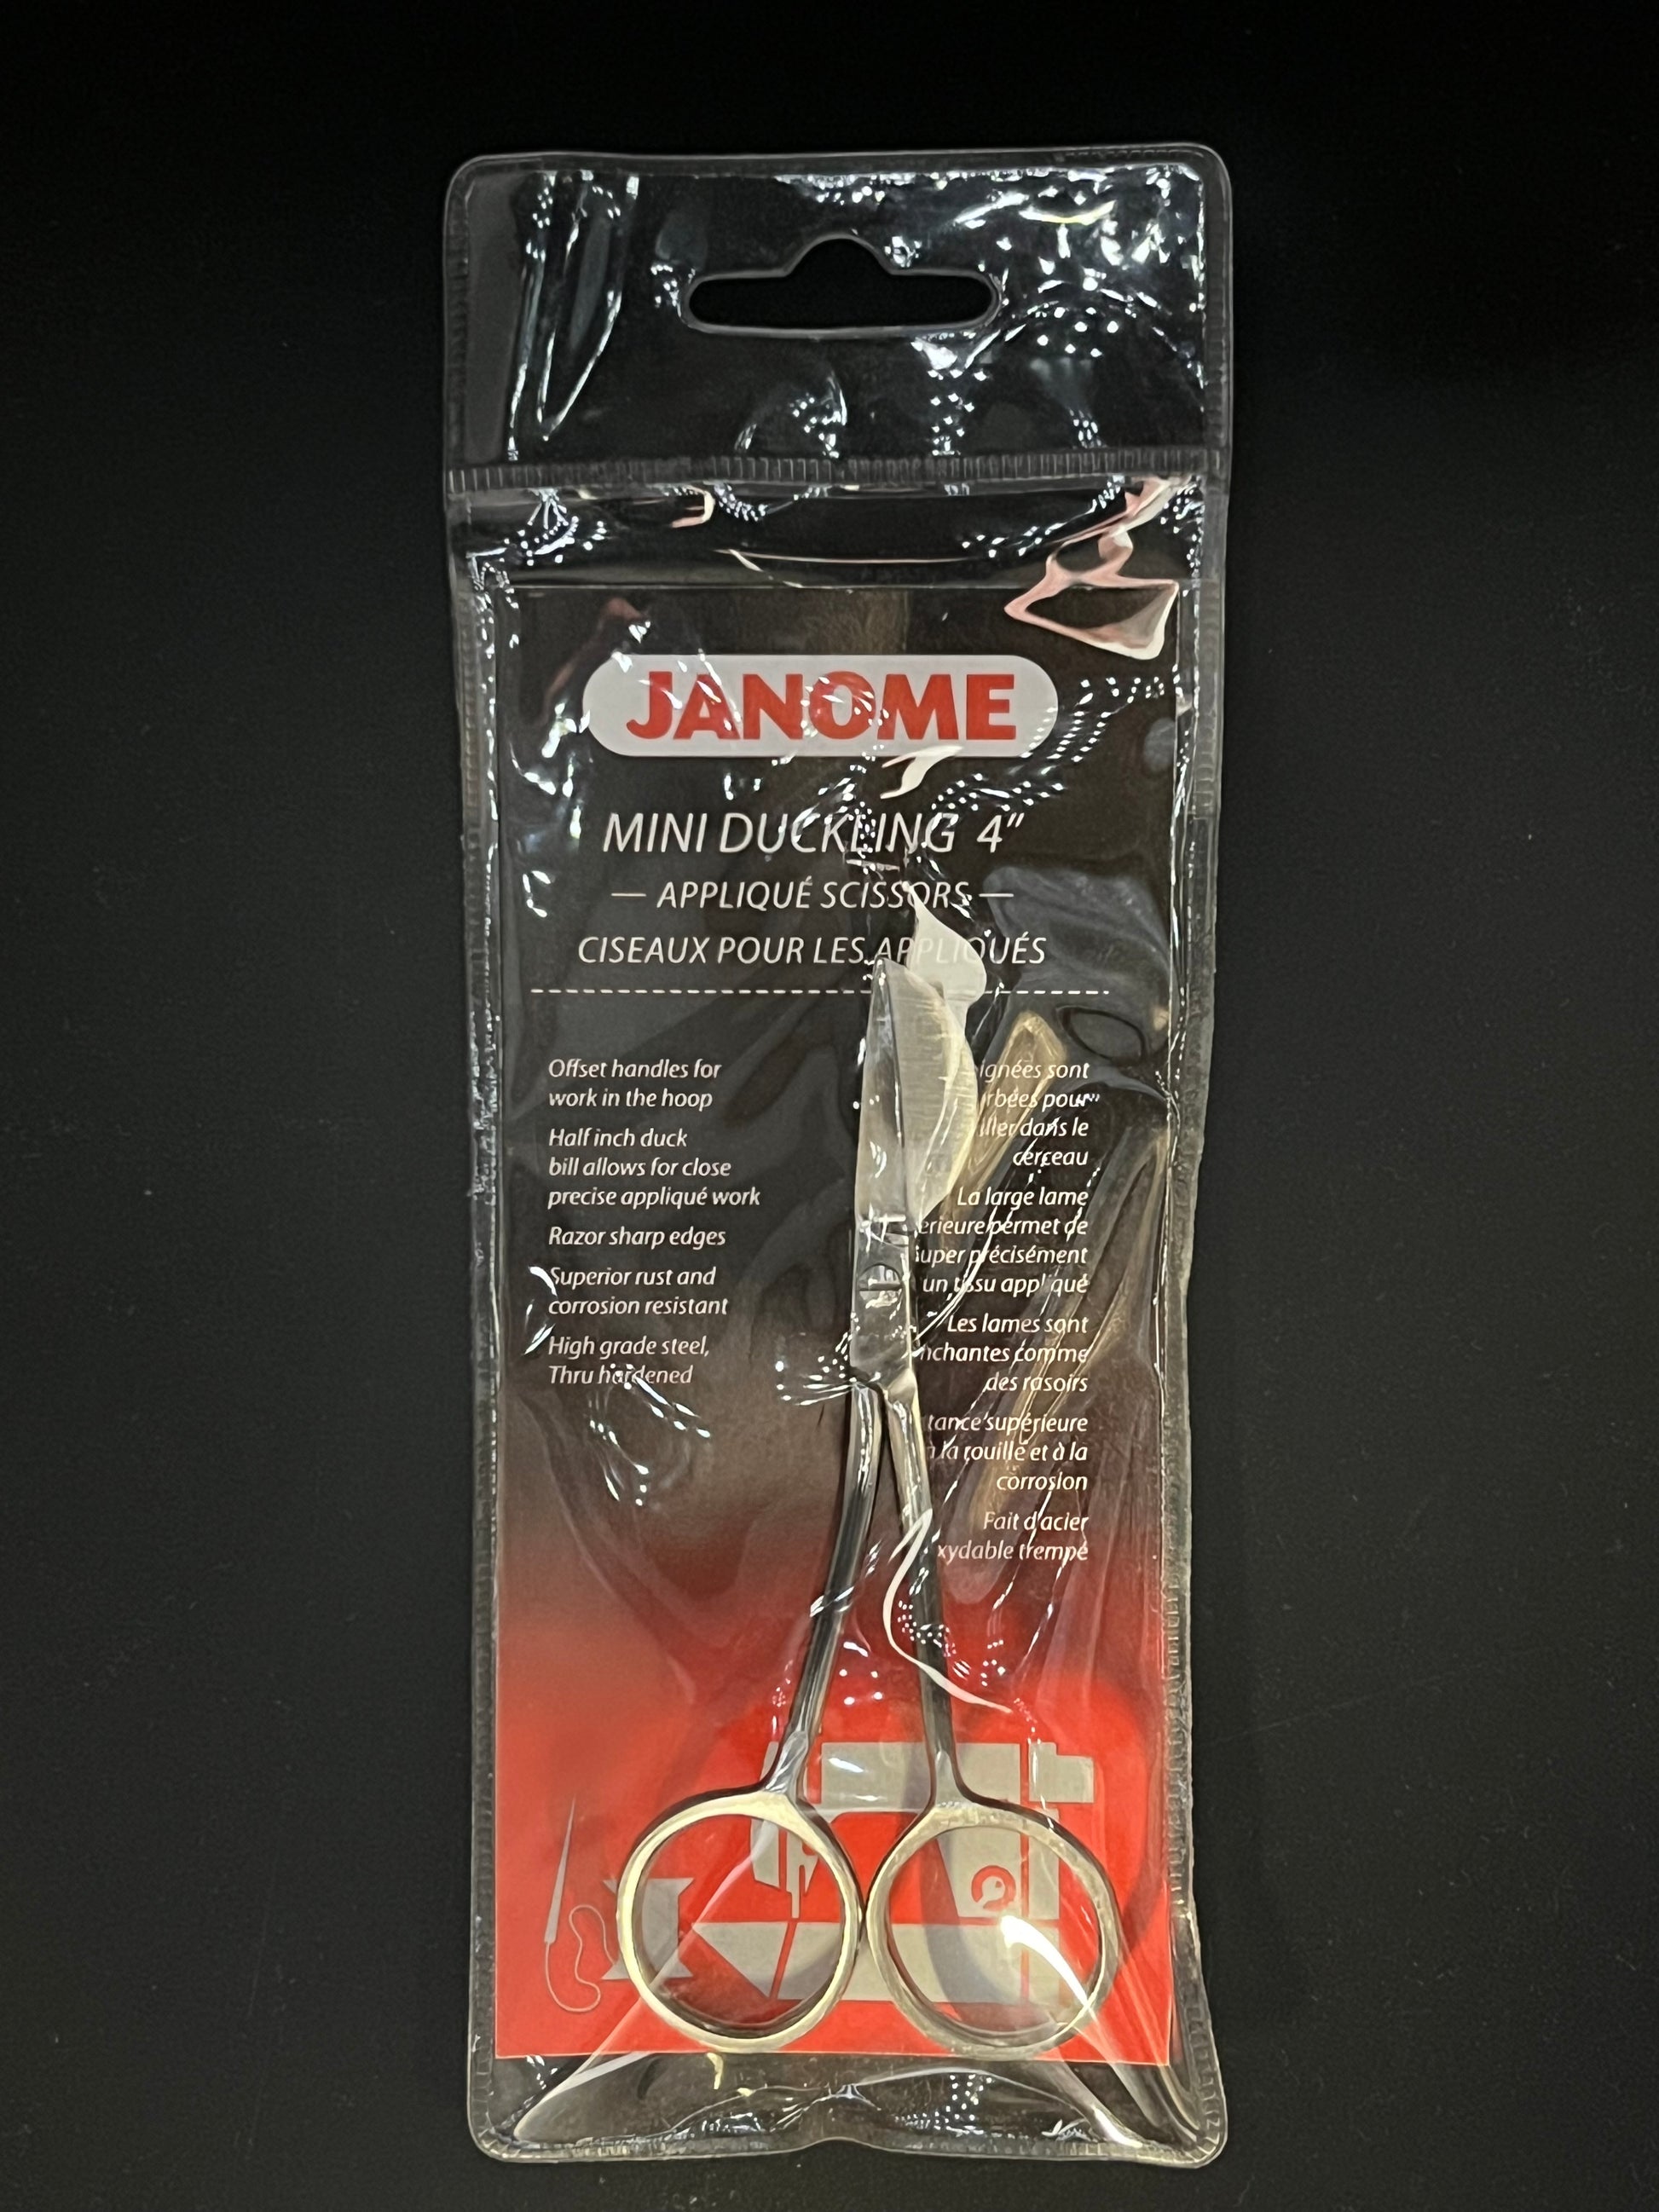 JANOME
MINI DUCKLING 4"
— APPLIQUÉ SCISSORS —
CISEAUX POUR LES APPLIQUÉS
Offset handles for
work in the hoop
Half inch duck
bill allows for close
precise appliqué work
Razor sharp edges
Superior rust and
corrosion resistant
High grade steel,
Thru hardened
sont
pour
dans le
cerceau
La large lame
permet de
précisément
un tissu appliqué
Les lames sont
comme
des rasoirs
supérieure
à la rouille et à la
corrosion
Fait d'acier
trempé